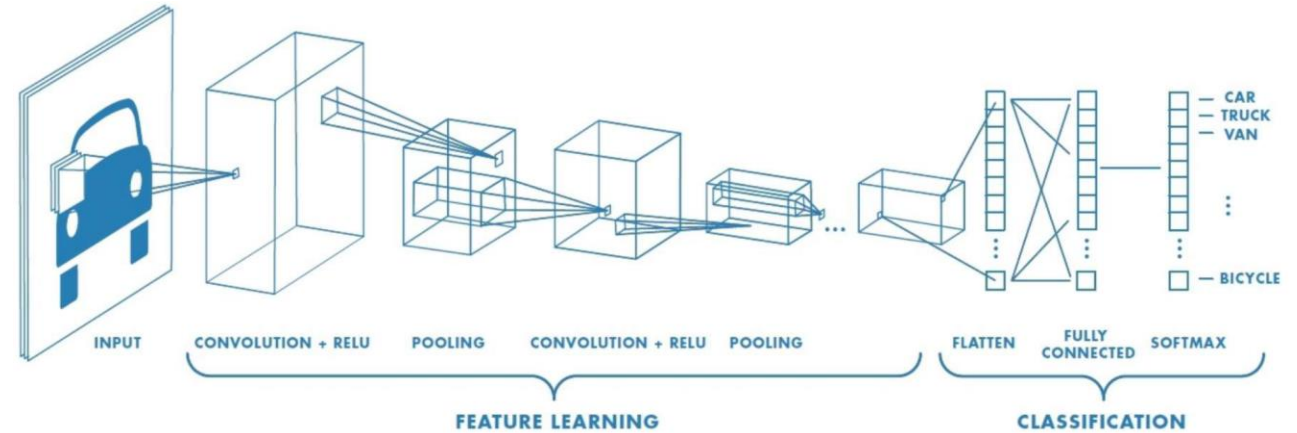 CAR
TRUCK
VAN
BICYCLE
INPUT
CONVOLUTION + RELU
POOLING
CONVOLUTION + RELU
POOLING
FLATTEN
FULLY
CONNECTED
SOFTMAX
FEATURE LEARNING
CLASSIFICATION